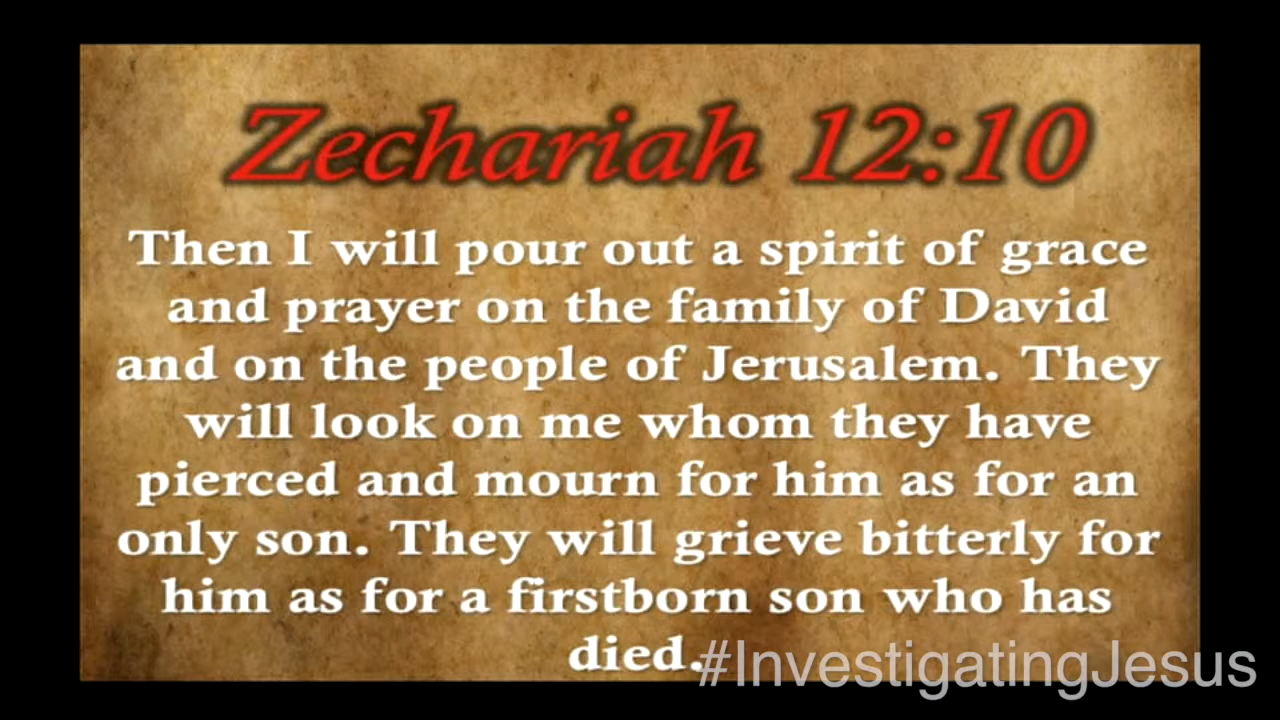 Zechariah 12:10
Then I will pour out a spirit of grace
and prayer on the family of David
and on the people of Jerusalem. They
will look on me whom they have
pierced and mourn for him as for an
only son. They will grieve bitterly for
him as for a firstborn son who has
died.
#InvestigatingJesus